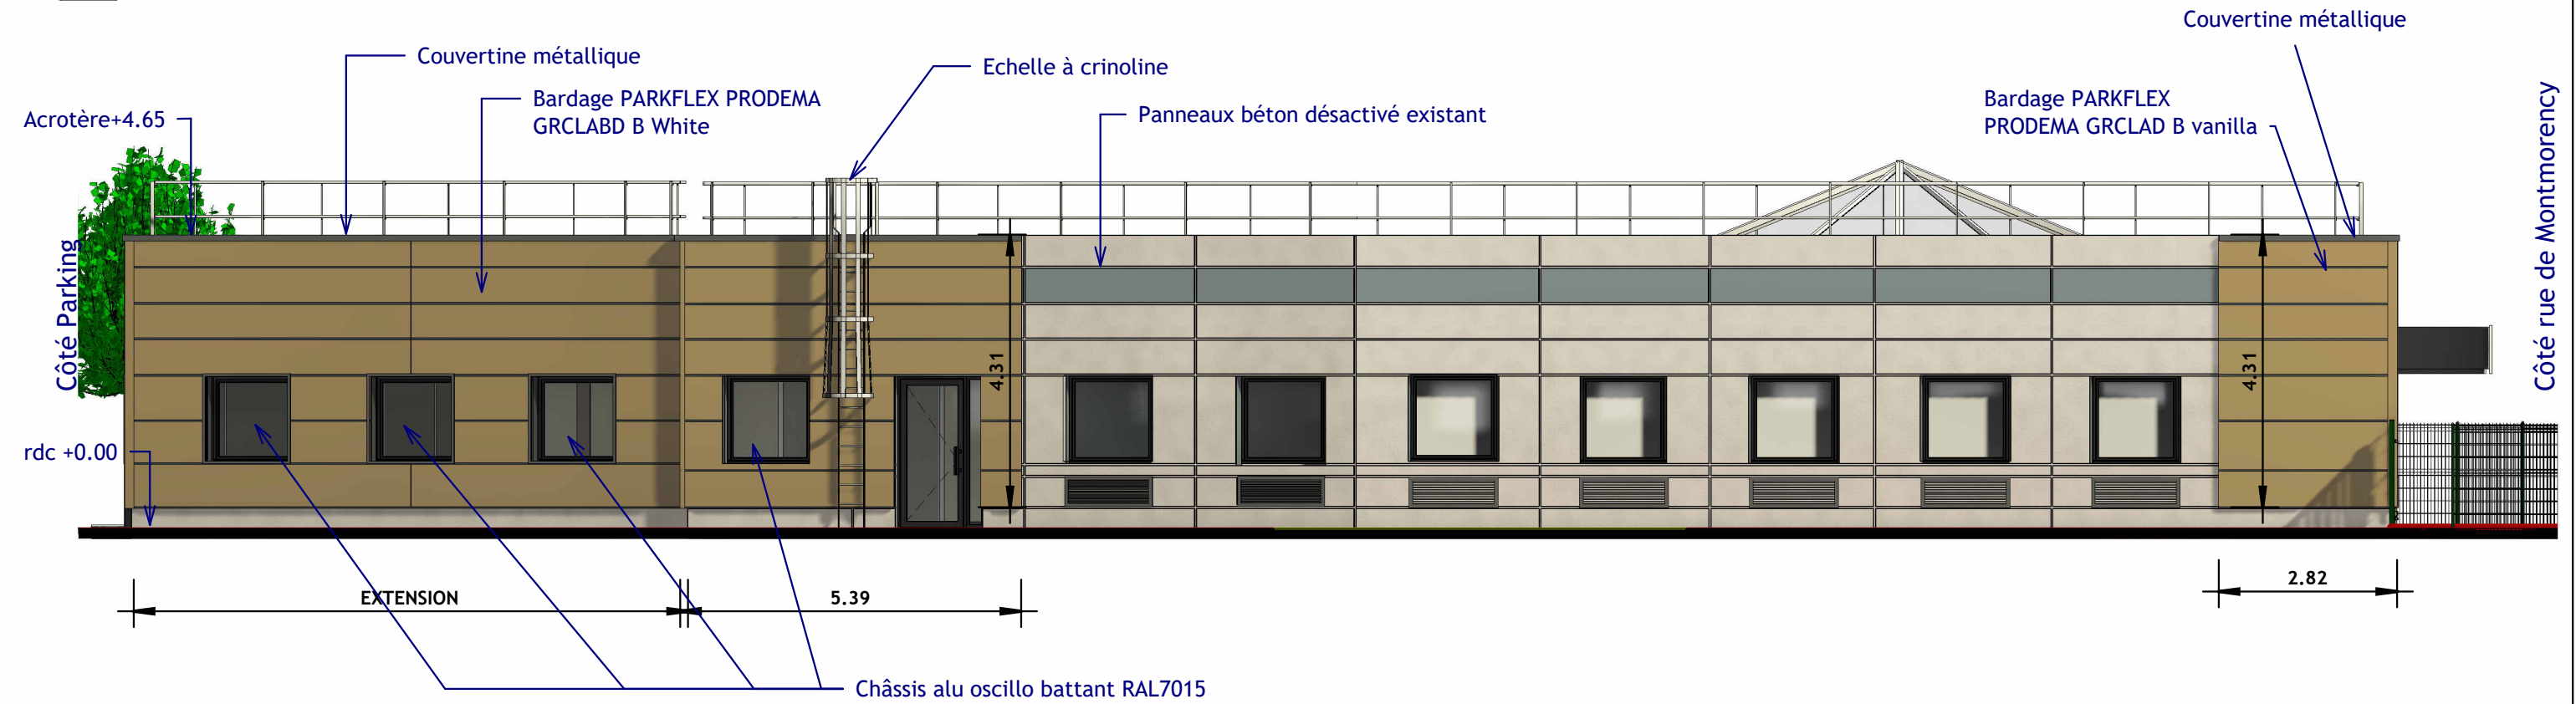 Couvertine métallique
Couvertine métallique
Echelle à crinoline
Bardage PARKFLEX PRODEMA
GRCLABD B White
Panneaux béton désactivé existant
Bardage PARKFLEX
PRODEMA GRCLAD B vanilla
Acrotère+4.65
Côté Parking
Côté rue de Montmorency
4.31
4.31
rdc +0.00
EXTENSION
5.39
2.82
Châssis alu oscillo battant RAL7015